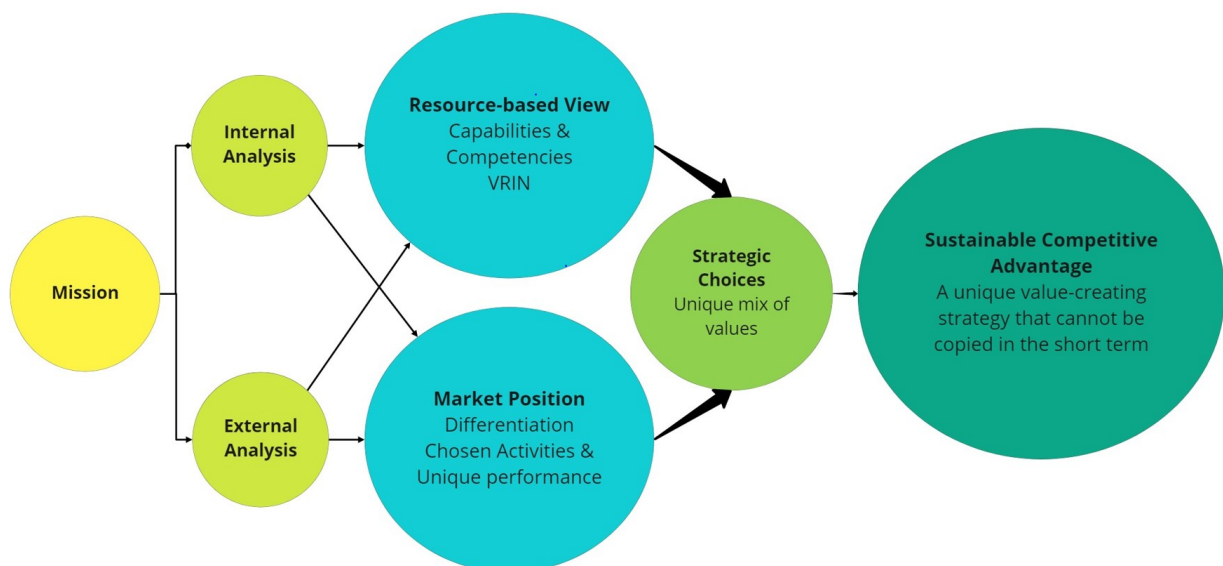 Mission
Internal
Analysis
External
Analysis
Resource-based View
Capabilities &
Competencies
VRIN
Market Position
Differentiation
Chosen Activities &
Unique performance
Strategic
Choices
Unique mix of
values
Sustainable Competitive
Advantage
A unique value-creating
strategy that cannot be
copied in the short term